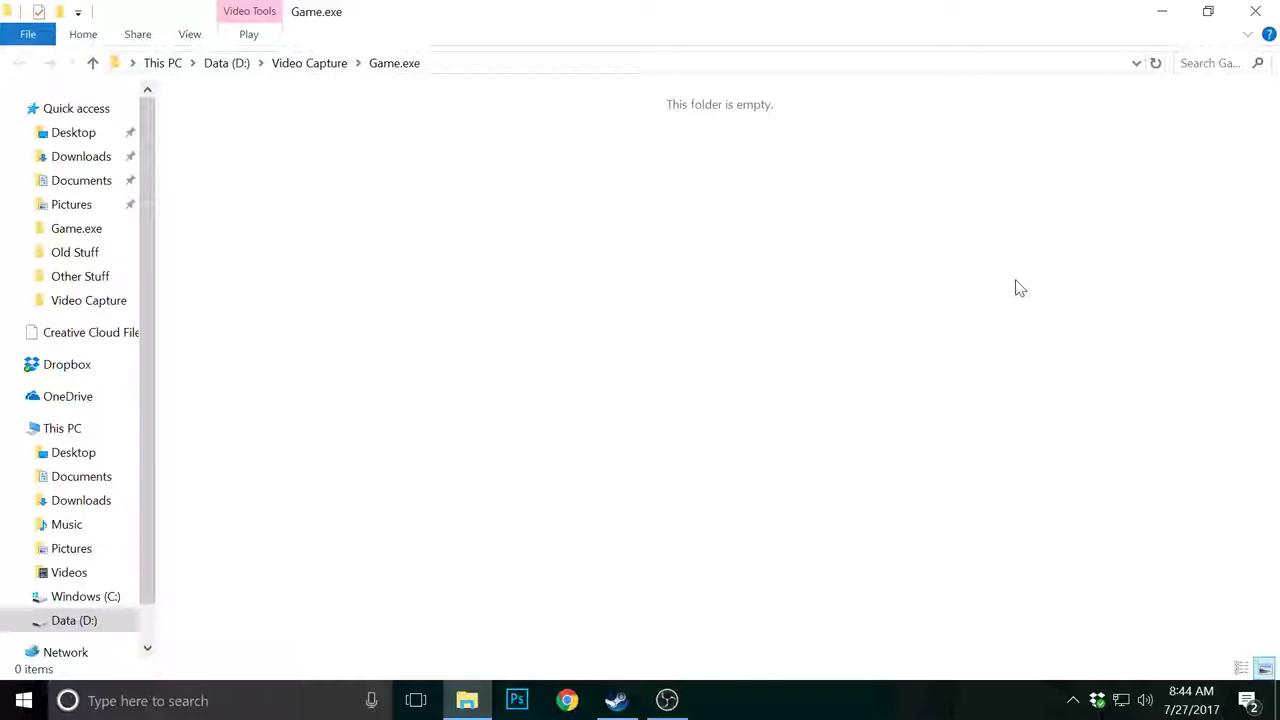 Video Tools
Game.exe
File
Home
Share
View
Play
This PC
Data (D:)
Video Capture
Game.exe
Search Ga...
This folder is empty.
Quick access
Desktop
Downloads
Documents
Pictures
Game.exe
Old Stuff
Other Stuff
Video Capture
Creative Cloud File
Dropbox
OneDrive
This PC
Desktop
Documents
Downloads
Music
Pictures
Videos
Windows (C:)
Data (D:)
Network
0 items
Type here to search
Ps
8:44 AM
7/27/2017
2